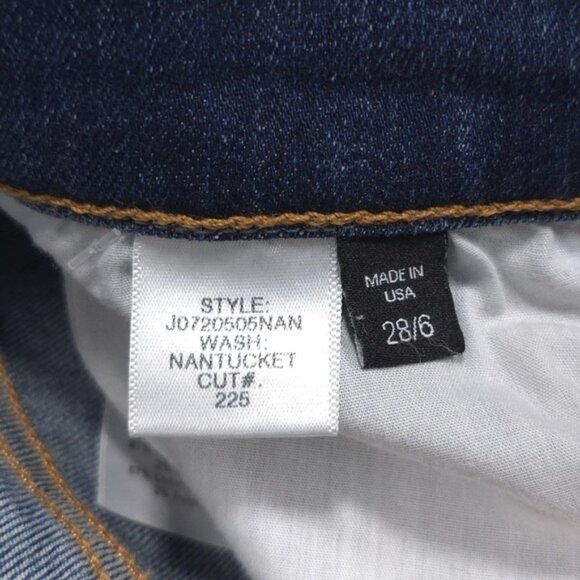 STYLE:
J0720505NAN
WASH:
NANTUCKET
CUT#.
225
MADE IN
USA
28/6